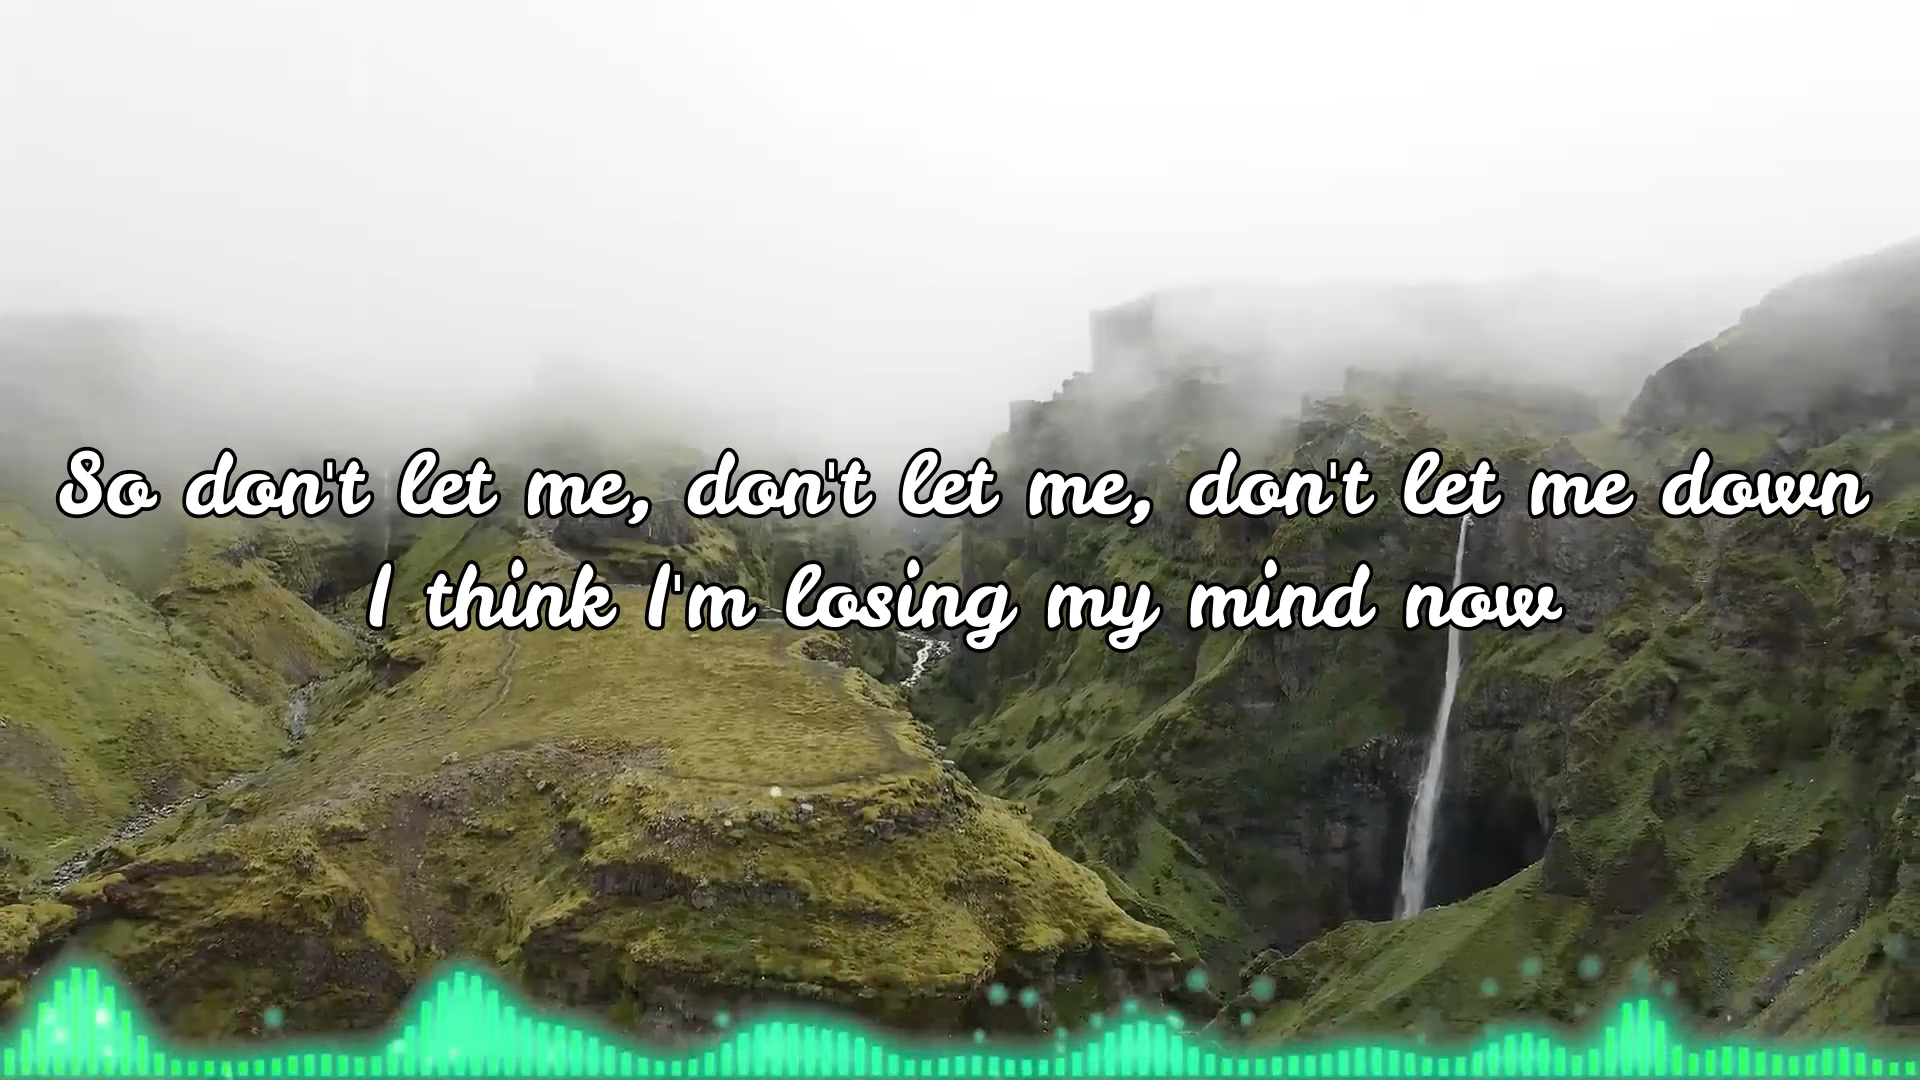 So don't let me, don't let me, don't let me down
I think I'm losing my mind now